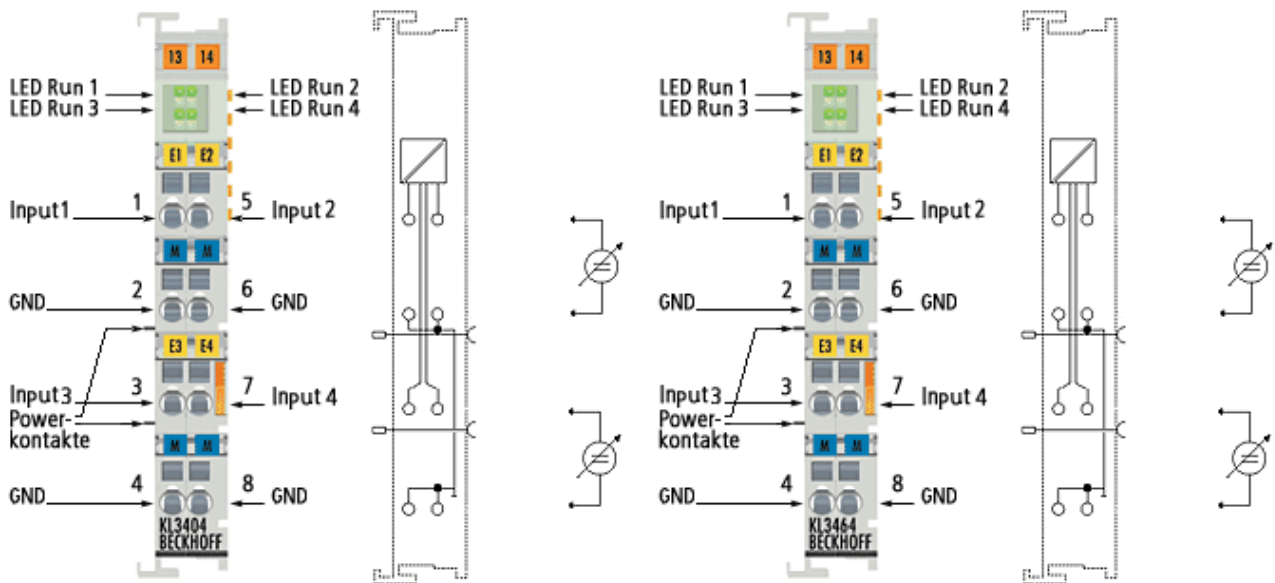 13 14
LED Run 1
LED Run 2
LED Run 3
LED Run 4
E1 E2
Input1
1
5
Input 2
M M
GND
2
6
GND
E3 E4
Input3
3
7
Input 4
Power-
kontakte
M M
GND
4
8
GND
KL3404
BECKHOFF
13 14
LED Run 1
LED Run 2
LED Run 3
LED Run 4
E1 E2
Input1
1
5
Input 2
M M
GND
2
6
GND
E3 E4
Input3
3
7
Input 4
Power-
kontakte
M M
GND
4
8
GND
KL3464
BECKHOFF